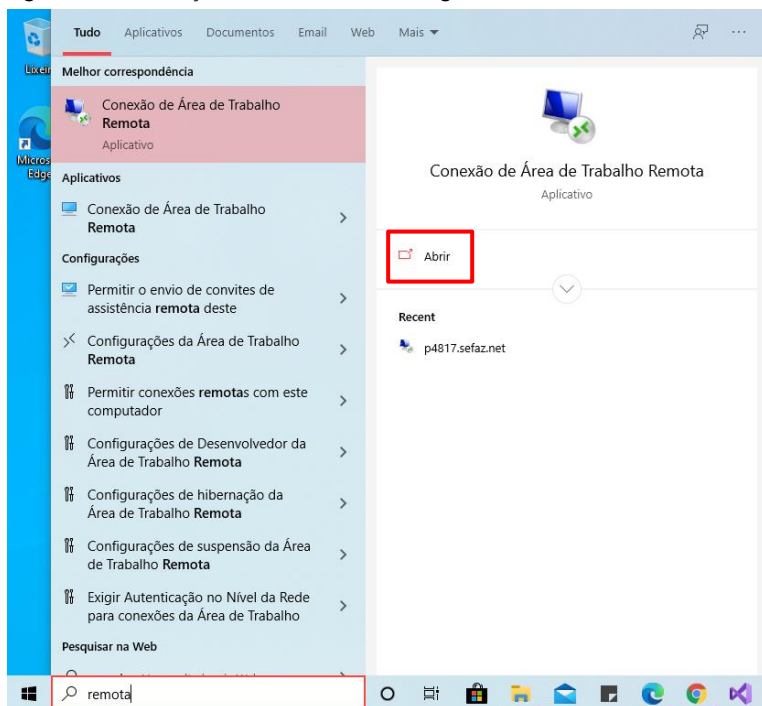 Tudo Aplicativos Documentos Email Web Mais
Lixeir
Micros
Edge
Melhor correspondência
Conexão de Área de Trabalho
Remota
Aplicativo
Aplicativos
Conexão de Área de Trabalho
Remota
Configurações
Permitir o envio de convites de
assistência remota deste
Configurações da Área de Trabalho
Remota
Permitir conexões remotas com este
computador
Configurações de Desenvolvedor da
Área de Trabalho Remota
Configurações de hibernação da
Área de Trabalho Remota
Configurações de suspensão da Área
de Trabalho Remota
Exigir Autenticação no Nível da Rede
para conexões da Área de Trabalho
Pesquisar na Web
remota
Conexão de Área de Trabalho Remota
Aplicativo
Abrir
Recent
p4817.sefaz.net